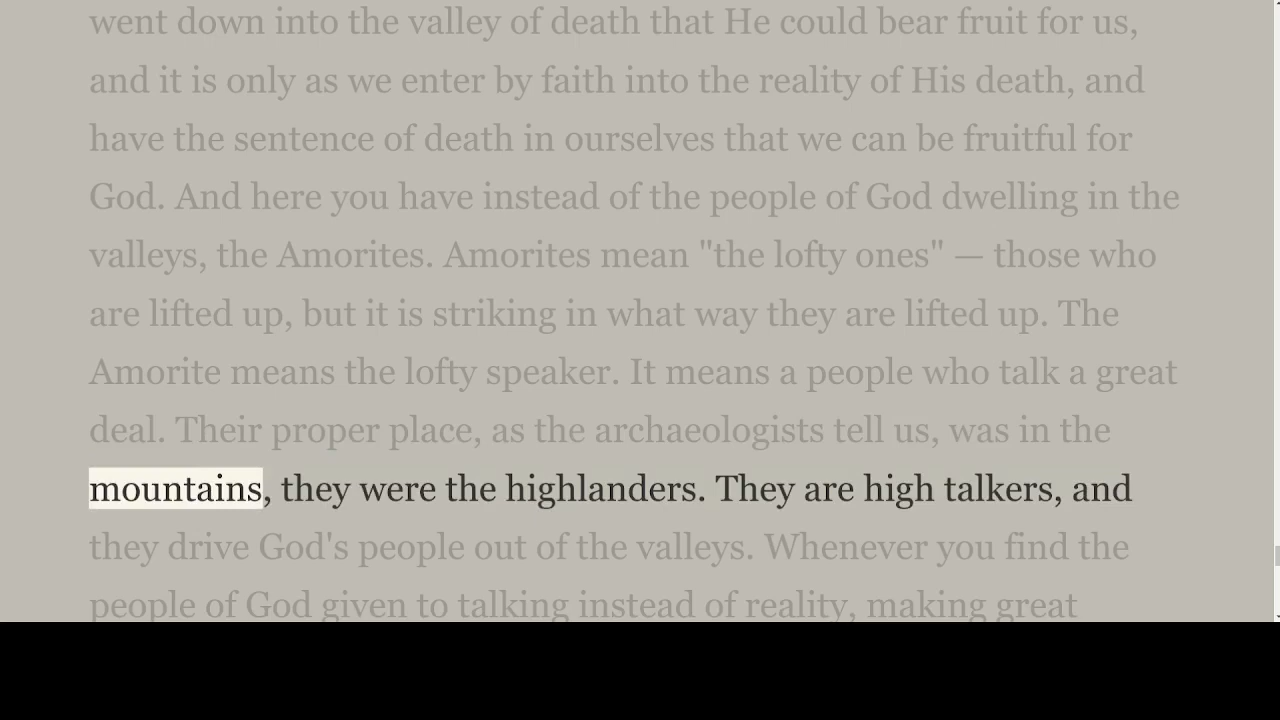 went down into the valley of death that He could bear fruit for us,
and it is only as we enter by faith into the reality of His death, and
have the sentence of death in ourselves that we can be fruitful for
God. And here you have instead of the people of God dwelling in the
valleys, the Amorites. Amorites mean "the lofty ones" — those who
are lifted up, but it is striking in what way they are lifted up. The
Amorite means the lofty speaker. It means a people who talk a great
deal. Their proper place, as the archaeologists tell us, was in the
mountains, they were the highlanders. They are high talkers, and
they drive God's people out of the valleys. Whenever you find the
people of God given to talking instead of reality, making great